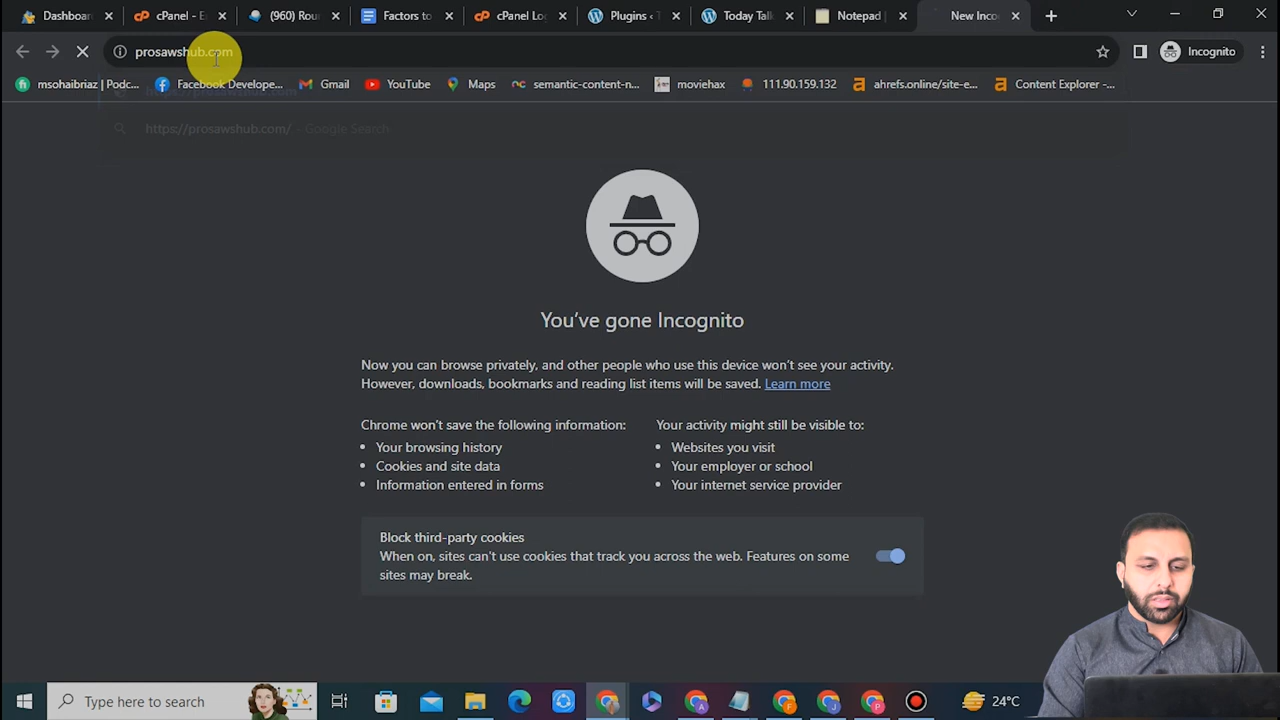 Dashboard
cPanel - E
(960) Rour
Factors to
cPanel Lo
Plugins ‹ T
Today Talk
Notepad |
New Inco
prosawshub.com
Incognito
msohaibriaz | Podc...
Facebook Develope...
Gmail
YouTube
Maps
semantic-content-n...
moviehax
111.90.159.132
ahrefs.online/site-e...
Content Explorer -...
https://prosawshub.com
https://prosawshub.com/ - Google Search
You've gone Incognito
Now you can browse privately, and other people who use this device won't see your activity.
However, downloads, bookmarks and reading list items will be saved. Learn more
Chrome won't save the following information:
Your browsing history
Cookies and site data
Information entered in forms
Your activity might still be visible to:
Websites you visit
Your employer or school
Your internet service provider
Block third-party cookies
When on, sites can't use cookies that track you across the web. Features on some
sites may break.
Type here to search
24°C